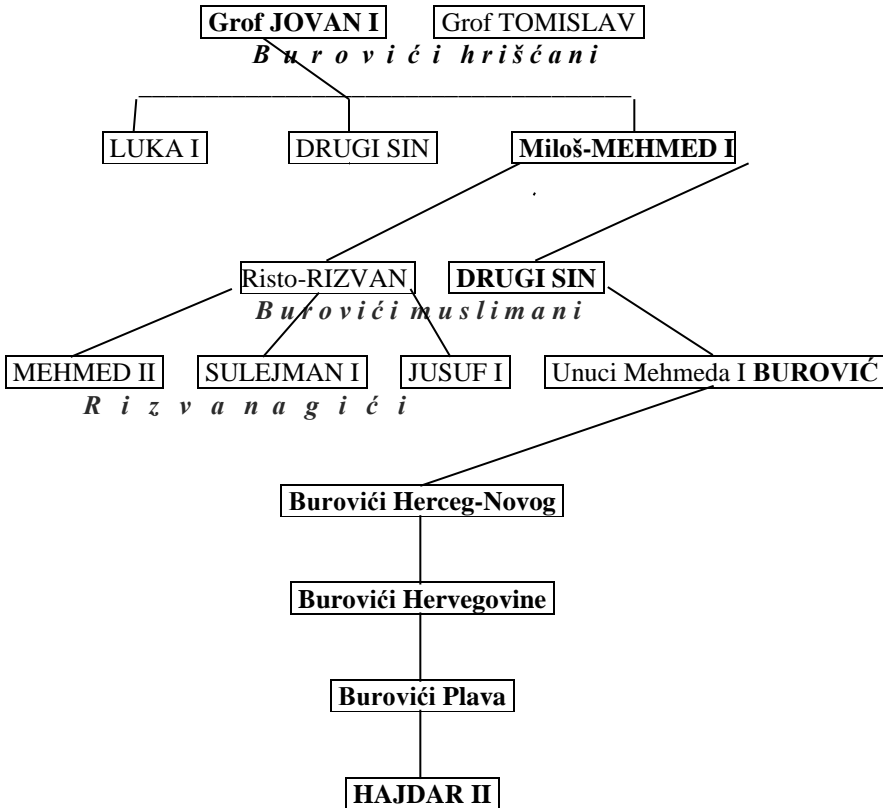 Grof JOVAN I Grof TOMISLAV
Burovići hrišćani
LUKA I DRUGI SIN Miloš-MEHMED I
Risto-RIZVAN DRUGI SIN
Burovići muslimani
MEHMED II SULEJMAN I JUSUF I Unuci Mehmeda I BUROVIĆ
Rizvanagići
Burovići Herceg-Novog
Burovići Hervegovine
Burovići Plava
HAJDAR II